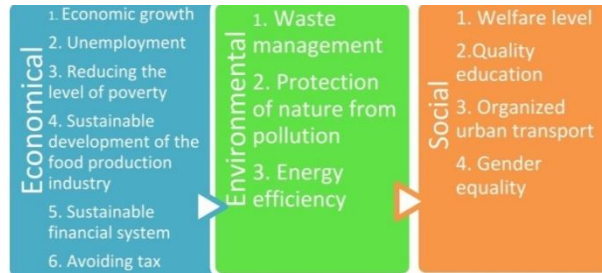 Economical
1. Economic growth
2. Unemployment
3. Reducing the
level of poverty
4. Sustainable
development of the
food production
industry
5. Sustainable
financial system
6. Avoiding tax
Environmental
1. Waste
management
2. Protection
of nature from
pollution
3. Energy
efficiency
Social
1. Welfare level
2.Quality
education
3. Organized
urban transport
4. Gender
equality